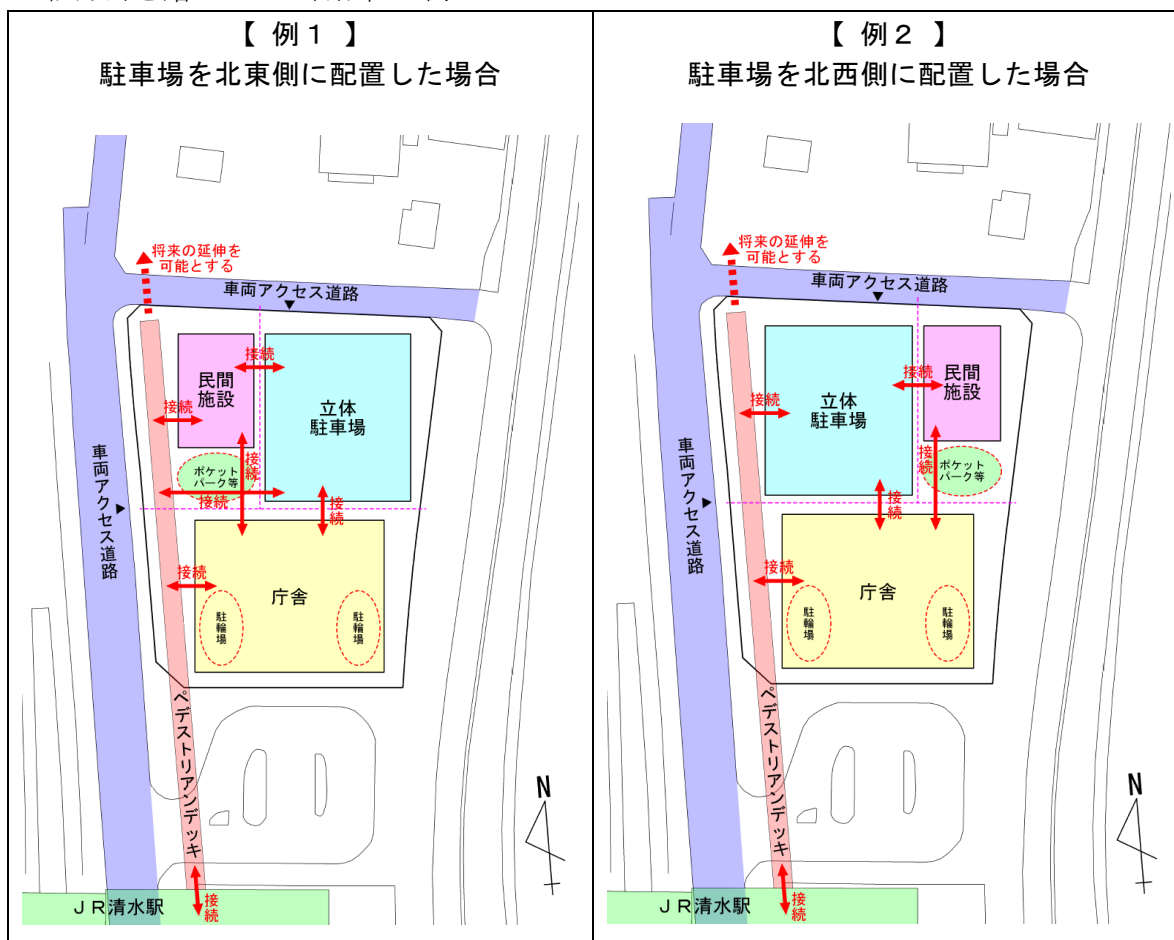 【 例１ 】
駐車場を北東側に配置した場合
将来の延伸を
可能とする
車両アクセス道路
接続
民間
施設
立体
駐車場
接続
接続
ポケット
パーク等
接続
接続
車両アクセス道路
接続
庁舎
駐輪場
駐輪場
ペデストリアンデッキ
N
接続
ＪＲ清水駅
【 例２ 】
駐車場を北西側に配置した場合
将来の延伸を
可能とする
車両アクセス道路
接続
民間
施設
接続
立体
駐車場
接続
ポケット
パーク等
接続
車両アクセス道路
接続
庁舎
駐輪場
駐輪場
ペデストリアンデッキ
N
接続
ＪＲ清水駅